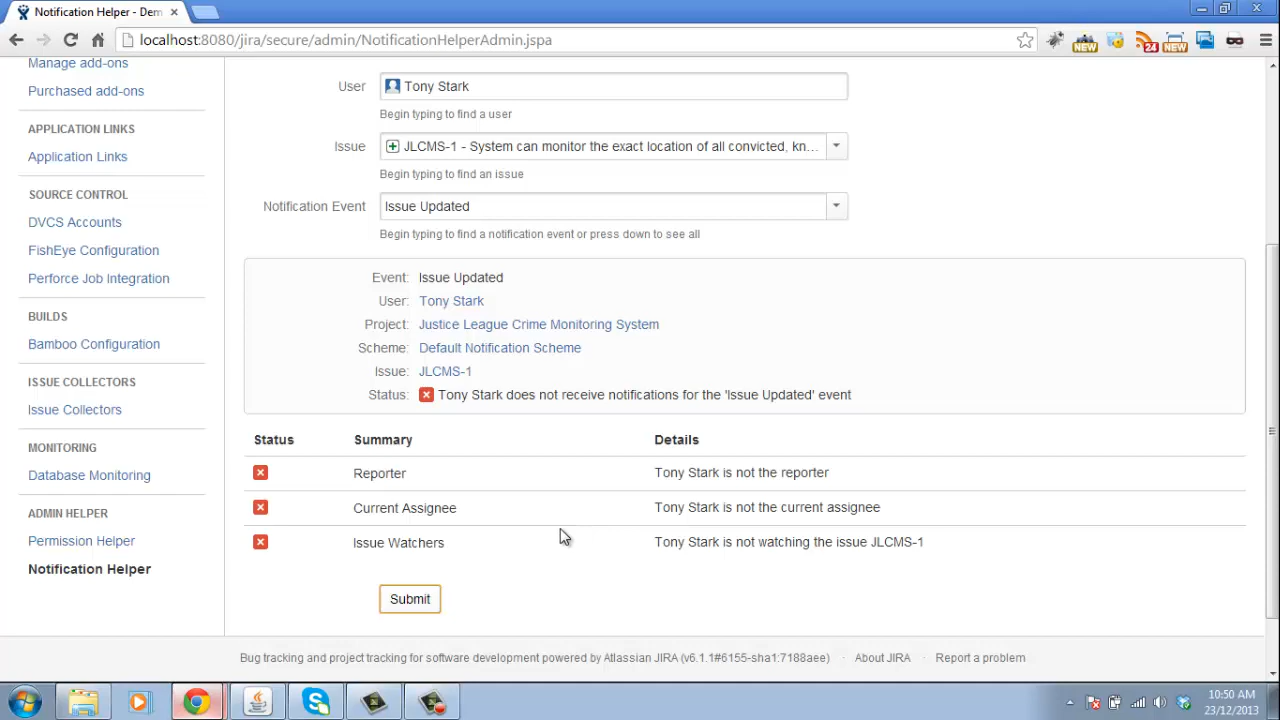 Notification Helper - Dem
localhost:8080/jira/secure/admin/NotificationHelperAdmin.jspa
NEW
24
NEW
Manage add-ons
Purchased add-ons
APPLICATION LINKS
Application Links
SOURCE CONTROL
DVCS Accounts
FishEye Configuration
Perforce Job Integration
BUILDS
Bamboo Configuration
ISSUE COLLECTORS
Issue Collectors
MONITORING
Database Monitoring
ADMIN HELPER
Permission Helper
Notification Helper
User Tony Stark
Begin typing to find a user
Issue JLCMS-1 - System can monitor the exact location of all convicted, kn...
Begin typing to find an issue
Notification Event Issue Updated
Begin typing to find a notification event or press down to see all
Event: Issue Updated
User: Tony Stark
Project: Justice League Crime Monitoring System
Scheme: Default Notification Scheme
Issue: JLCMS-1
Status: Tony Stark does not receive notifications for the 'Issue Updated' event
Status Summary Details
Reporter Tony Stark is not the reporter
Current Assignee Tony Stark is not the current assignee
Issue Watchers Tony Stark is not watching the issue JLCMS-1
Submit
Bug tracking and project tracking for software development powered by Atlassian JIRA (v6.1.1#6155-sha1:7188aee) · About JIRA · Report a problem
10:50 AM
23/12/2013